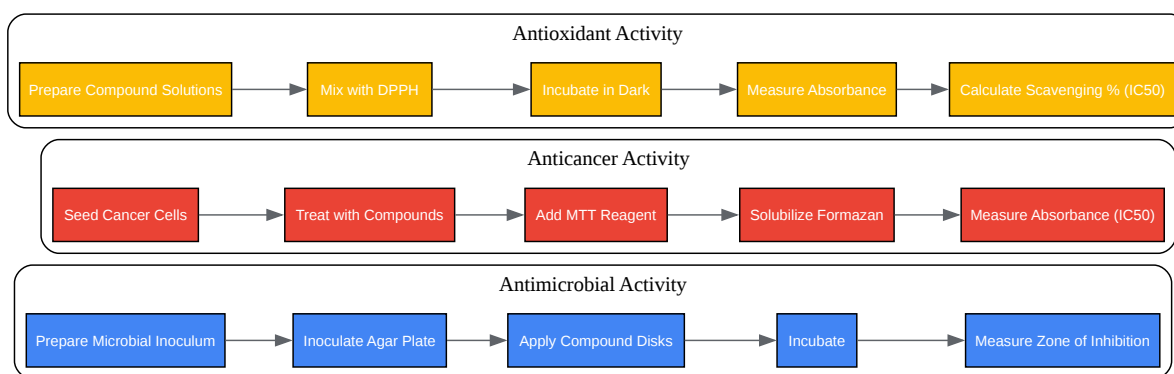 Antioxidant Activity
Prepare Compound Solutions
Mix with DPPH
Incubate in Dark
Measure Absorbance
Calculate Scavenging % (IC50)
Anticancer Activity
Seed Cancer Cells
Treat with Compounds
Add MTT Reagent
Solubilize Formazan
Measure Absorbance (IC50)
Antimicrobial Activity
Prepare Microbial Inoculum
Inoculate Agar Plate
Apply Compound Disks
Incubate
Measure Zone of Inhibition